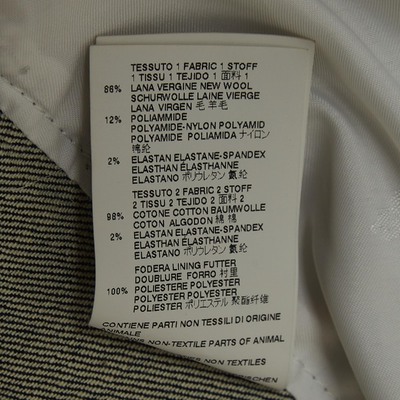 TESSUTO 1 FABRIC 1 STOFF
1 TISSU 1 TEJIDO 1 面料 1
86% LANA VERGINE NEW WOOL
SCHURWOLLE LAINE VIERGE
LANA VIRGEN 毛 羊毛
12% POLIAMMIDE
POLYAMIDE-NYLON POLYAMID
POLYAMIDE POLIAMIDA ナイロン
锦纶
2% ELASTAN ELASTANE-SPANDEX
ELASTHAN ÉLASTHANNE
ELASTANO ポリウレタン 氨纶
TESSUTO 2 FABRIC 2 STOFF
2 TISSU 2 TEJIDO 2 面料 2
98% COTONE COTTON BAUMWOLLE
COTON ALGODON 綿 棉
2% ELASTAN ELASTANE-SPANDEX
ELASTHAN ÉLASTHANNE
ELASTANO ポリウレタン 氨纶
FODERA LINING FUTTER
DOUBLURE FORRO 衬里
100% POLIESTERE POLYESTER
POLYESTER POLYESTER
POLIESTER ポリエステル 聚酯纤维
CONTIENE PARTI NON TESSILI DI ORIGINE
ANIMALE
NON-TEXTILE PARTS OF ANIMAL